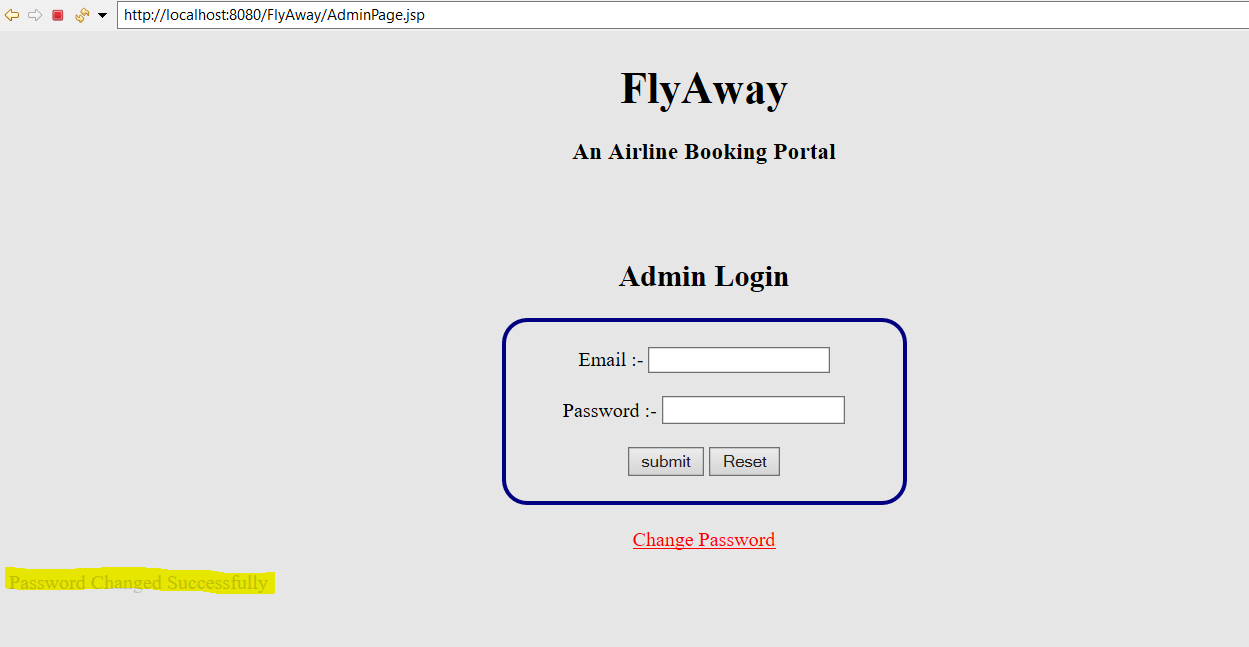 http://localhost:8080/FlyAway/AdminPage.jsp
FlyAway
An Airline Booking Portal
Admin Login
Email :-
Password :-
submit Reset
Change Password
Password Changed Successfully